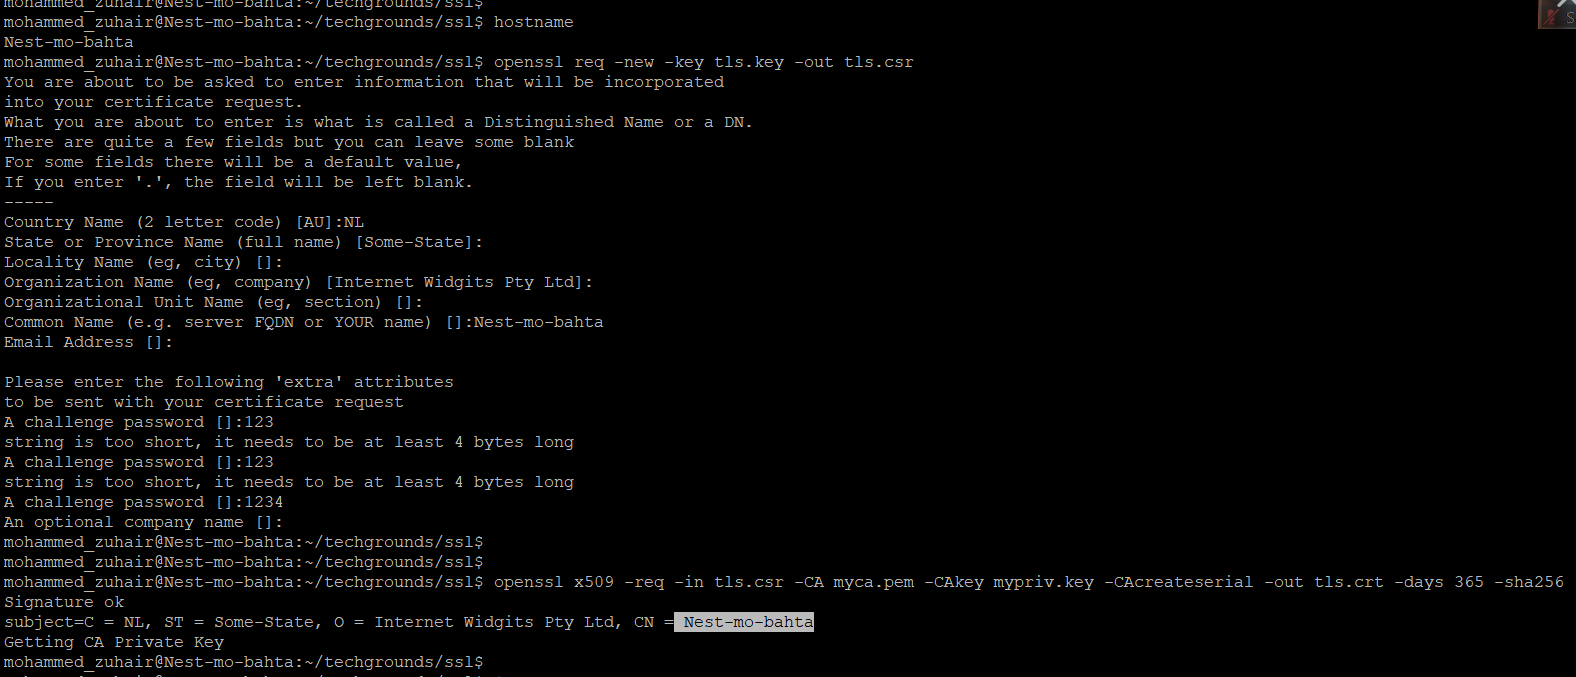 mohammed_zuhair@Nest-mo-bahta:~/techgrounds/ssl$
mohammed_zuhair@Nest-mo-bahta:~/techgrounds/ssl$ hostname
Nest-mo-bahta
mohammed_zuhair@Nest-mo-bahta:~/techgrounds/ssl$ openssl req -new -key tls.key -out tls.csr
You are about to be asked to enter information that will be incorporated
into your certificate request.
What you are about to enter is what is called a Distinguished Name or a DN.
There are quite a few fields but you can leave some blank
For some fields there will be a default value,
If you enter '.', the field will be left blank.
-----
Country Name (2 letter code) [AU]:NL
State or Province Name (full name) [Some-State]:
Locality Name (eg, city) []:
Organization Name (eg, company) [Internet Widgits Pty Ltd]:
Organizational Unit Name (eg, section) []:
Common Name (e.g. server FQDN or YOUR name) []:Nest-mo-bahta
Email Address []:

Please enter the following 'extra' attributes
to be sent with your certificate request
A challenge password []:123
string is too short, it needs to be at least 4 bytes long
A challenge password []:123
string is too short, it needs to be at least 4 bytes long
A challenge password []:1234
An optional company name []:
mohammed_zuhair@Nest-mo-bahta:~/techgrounds/ssl$
mohammed_zuhair@Nest-mo-bahta:~/techgrounds/ssl$
mohammed_zuhair@Nest-mo-bahta:~/techgrounds/ssl$ openssl x509 -req -in tls.csr -CA myca.pem -CAkey mypriv.key -CAcreateserial -out tls.crt -days 365 -sha256
Signature ok
subject=C = NL, ST = Some-State, O = Internet Widgits Pty Ltd, CN = Nest-mo-bahta
Getting CA Private Key
mohammed_zuhair@Nest-mo-bahta:~/techgrounds/ssl$